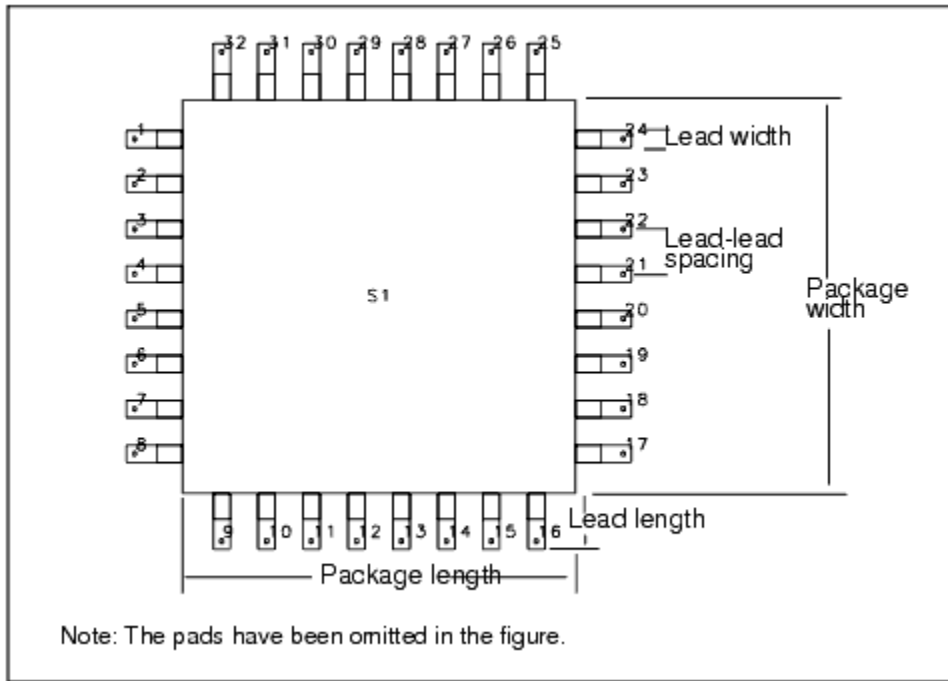 32 31 30 29 28 27 26 25
1 24 Lead width
2 23
3 22
Lead-lead
spacing
4 21
S1
Package
width
5 20
6 19
7 18
8 17
Lead length
9 10 11 12 13 14 15 16
Package length
Note: The pads have been omitted in the figure.